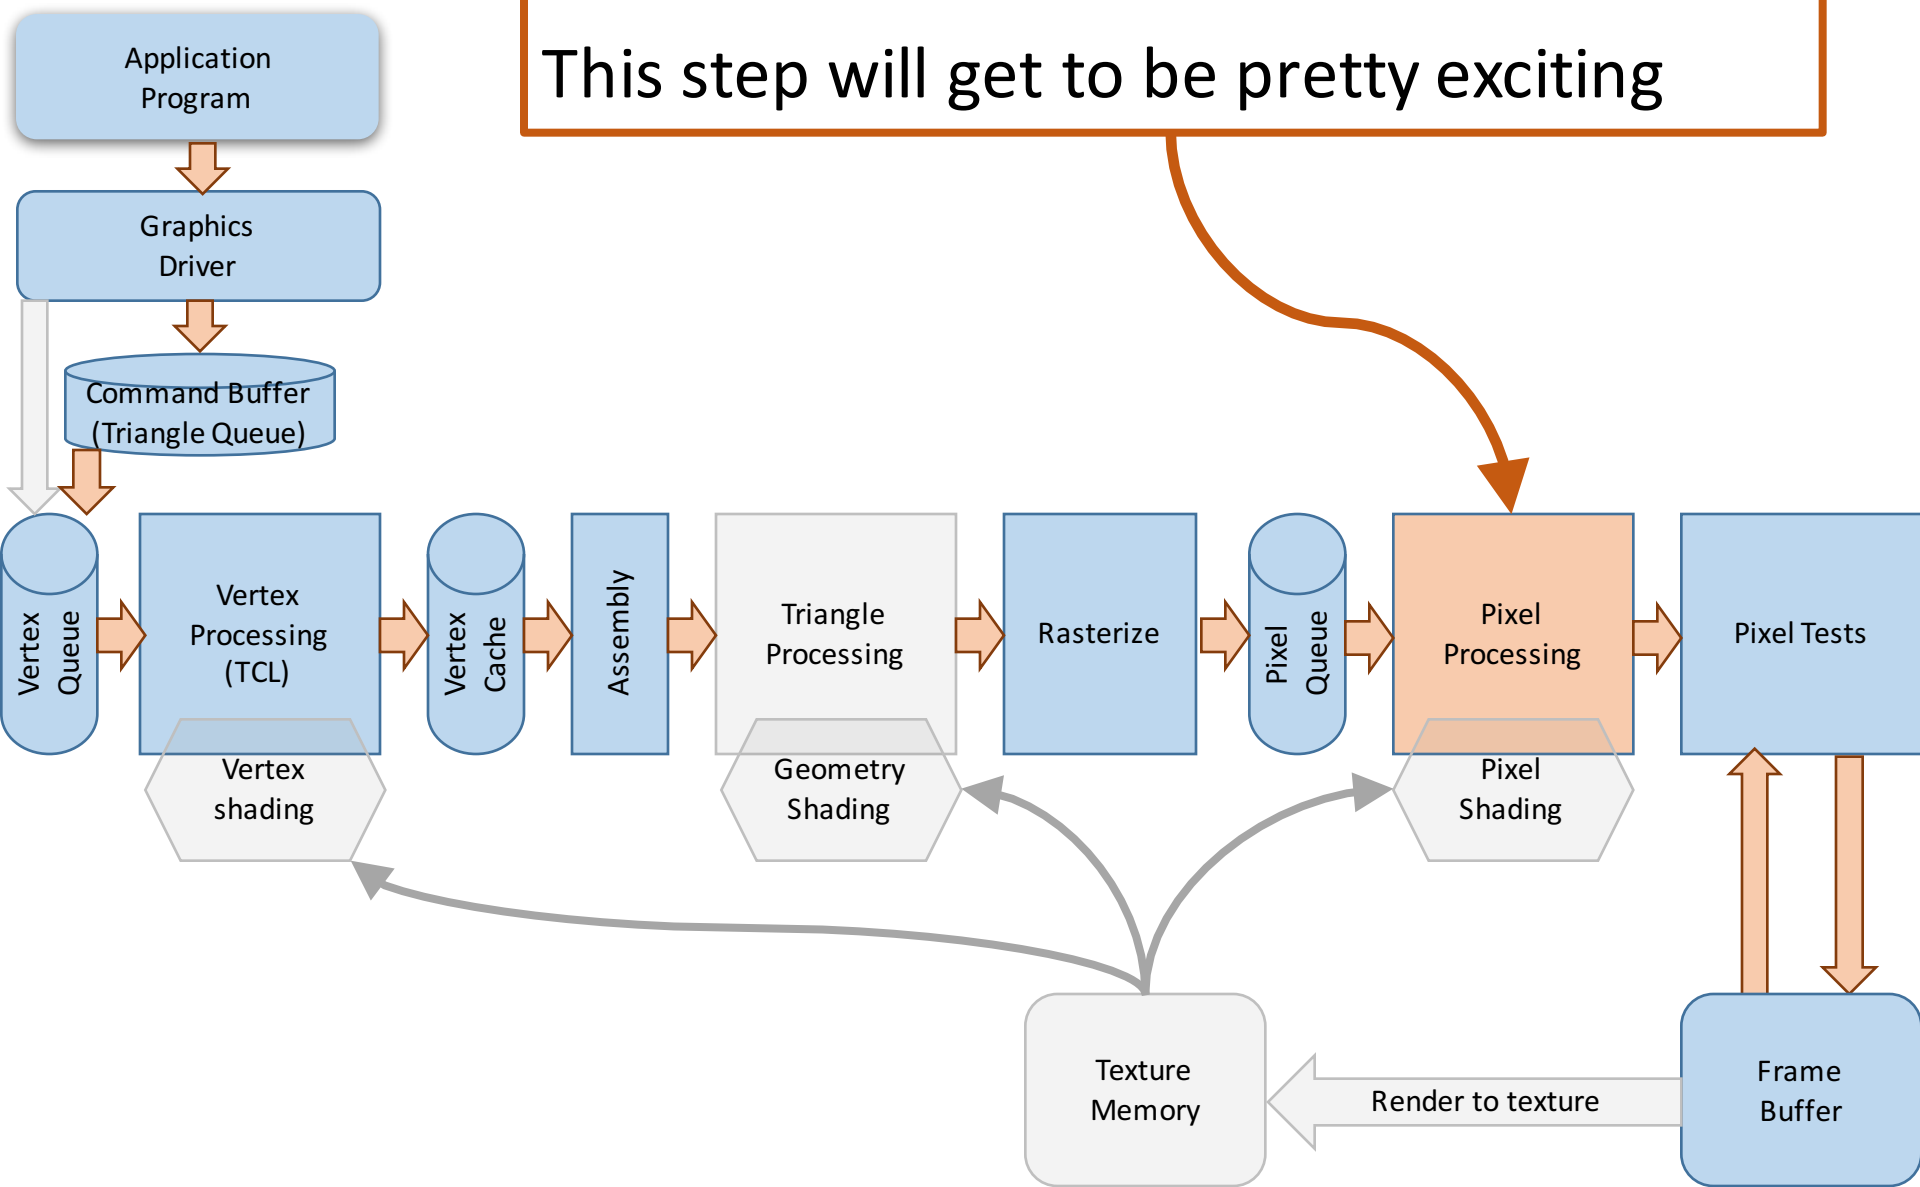 This step will get to be pretty exciting
Application
Program
Graphics
Driver
Command Buffer
(Triangle Queue)
Vertex
Queue
Vertex
Processing
(TCL)
Vertex
Cache
Assembly
Triangle
Processing
Rasterize
Pixel
Queue
Pixel
Processing
Pixel Tests
Vertex
shading
Geometry
Shading
Pixel
Shading
Texture
Memory
Render to texture
Frame
Buffer